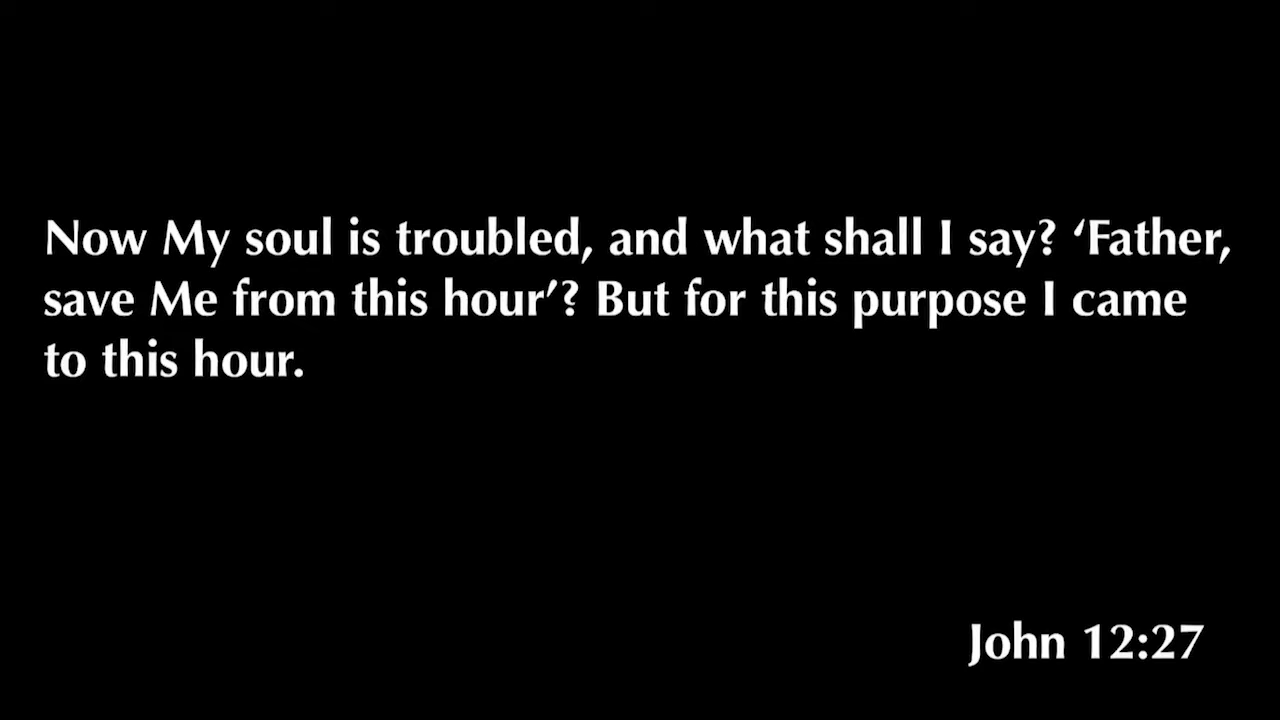 Now My soul is troubled, and what shall I say? ‘Father,
save Me from this hour’? But for this purpose I came
to this hour.
John 12:27